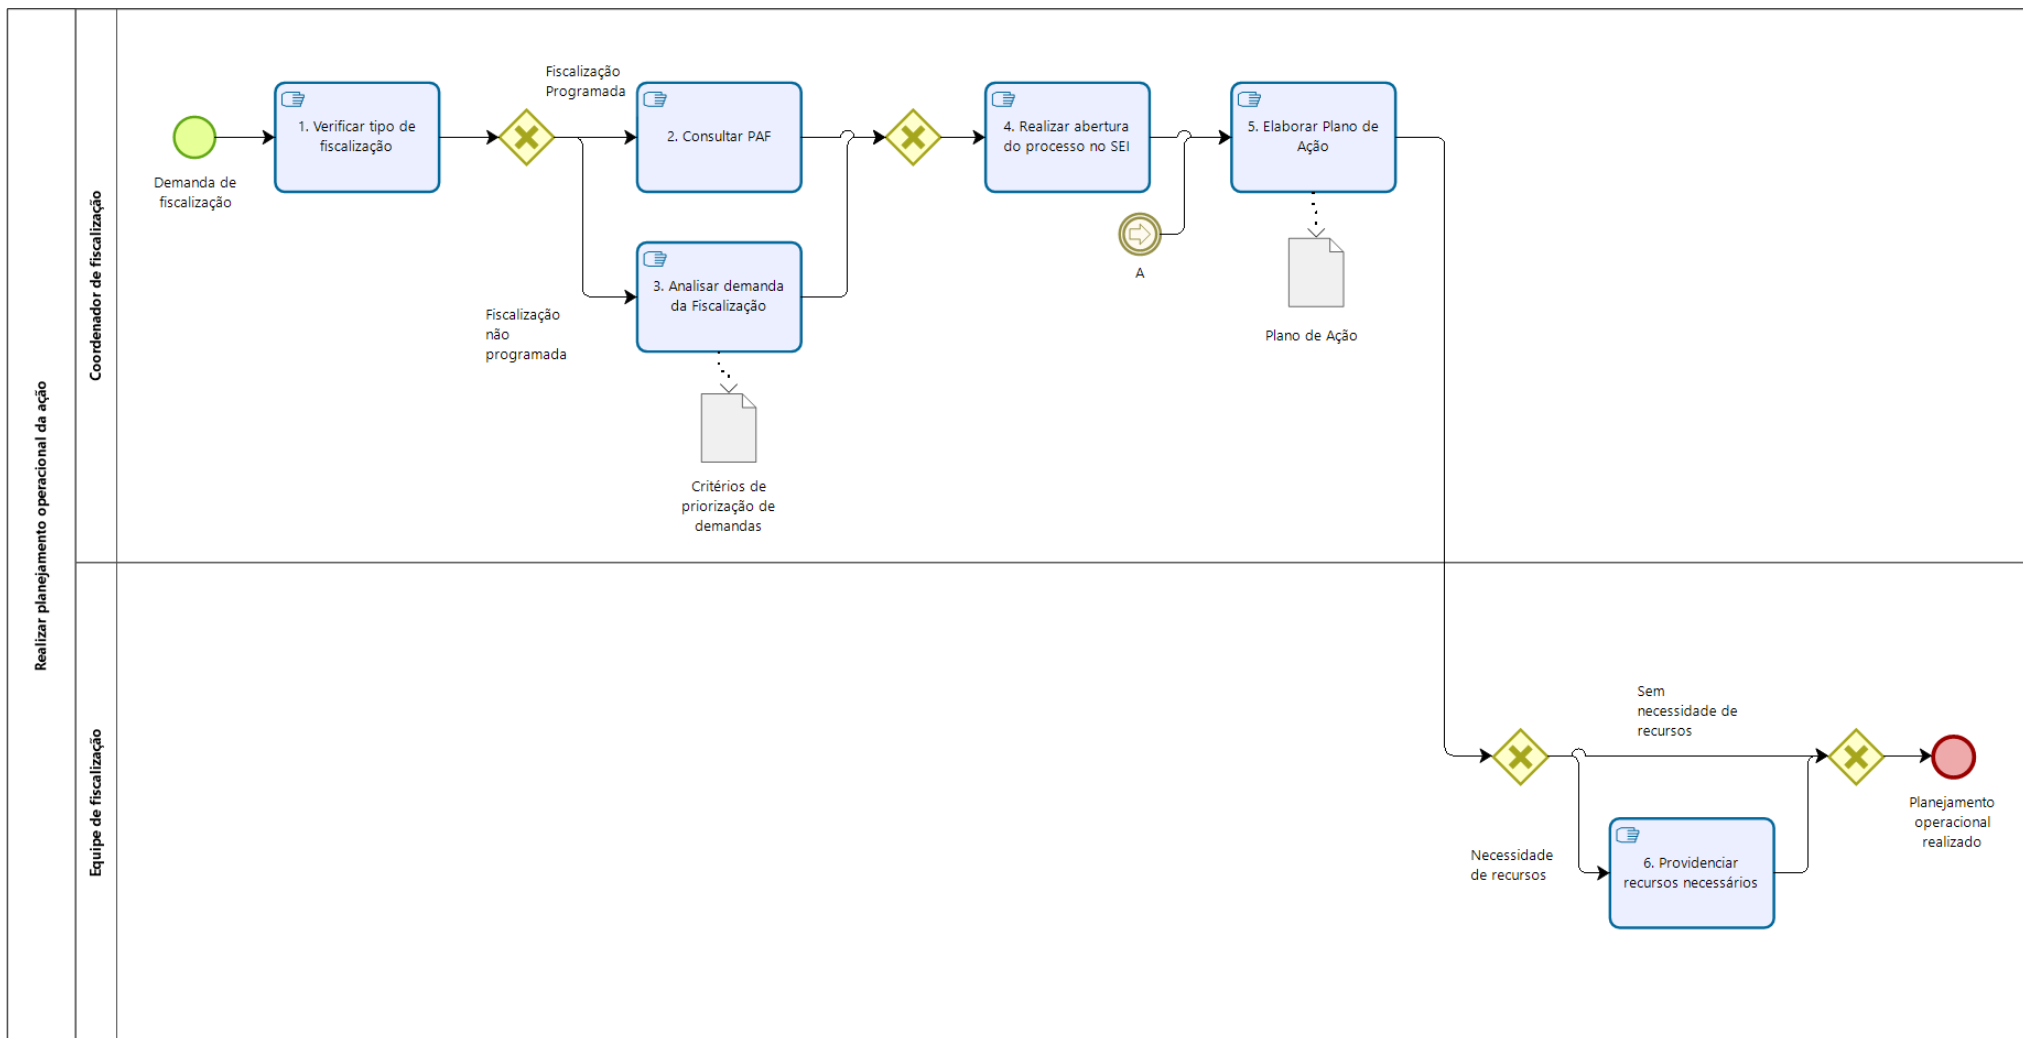 Realizar planejamento operacional da ação
Coordenador de fiscalização
Demanda de
fiscalização
1. Verificar tipo de
fiscalização
Fiscalização
Programada
2. Consultar PAF
Fiscalização
não
programada
3. Analisar demanda
da Fiscalização
Critérios de
priorização de
demandas
4. Realizar abertura
do processo no SEI
A
5. Elaborar Plano de
Ação
Plano de Ação
Equipe de fiscalização
Sem
necessidade de
recursos
Necessidade
de recursos
6. Providenciar
recursos necessários
Planejamento
operacional
realizado